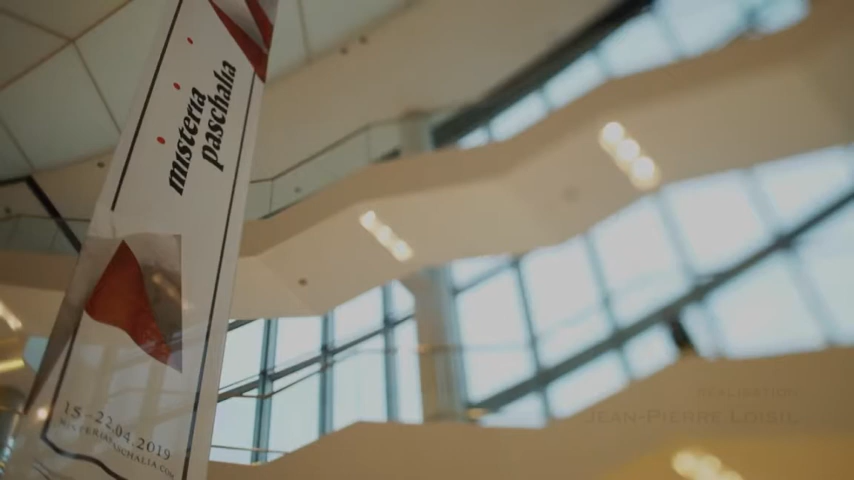 misteria
paschalia
15–22.04.2019
MISTERIAPASCHALIA.COM
RÉALISATION
JEAN-PIERRE LOISIL